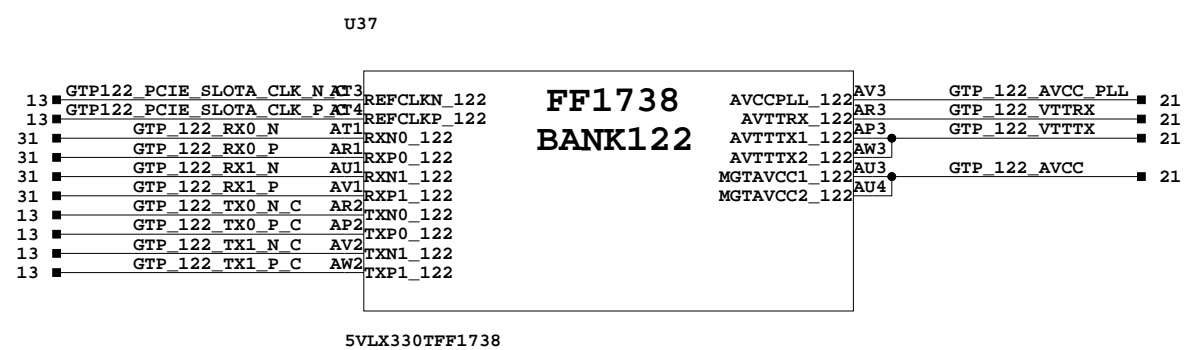 U37
FF1738
BANK122
13 GTP122_PCIE_SLOTA_CLK_N_C AT3 REFCLKN_122
13 GTP122_PCIE_SLOTA_CLK_P_C AT4 REFCLKP_122
31 GTP_122_RX0_N AT1 RXN0_122
31 GTP_122_RX0_P AR1 RXP0_122
31 GTP_122_RX1_N AU1 RXN1_122
31 GTP_122_RX1_P AV1 RXP1_122
13 GTP_122_TX0_N_C AR2 TXN0_122
13 GTP_122_TX0_P_C AP2 TXP0_122
13 GTP_122_TX1_N_C AV2 TXN1_122
13 GTP_122_TX1_P_C AW2 TXP1_122
AVCCPLL_122 AV3 GTP_122_AVCC_PLL 21
AVTTRX_122 AR3 GTP_122_VTTRX 21
AVTTTX1_122 AP3 GTP_122_VTTTX 21
AVTTTX2_122 AW3
MGTAVCC1_122 AU3 GTP_122_AVCC 21
MGTAVCC2_122 AU4
5VLX330TFF1738